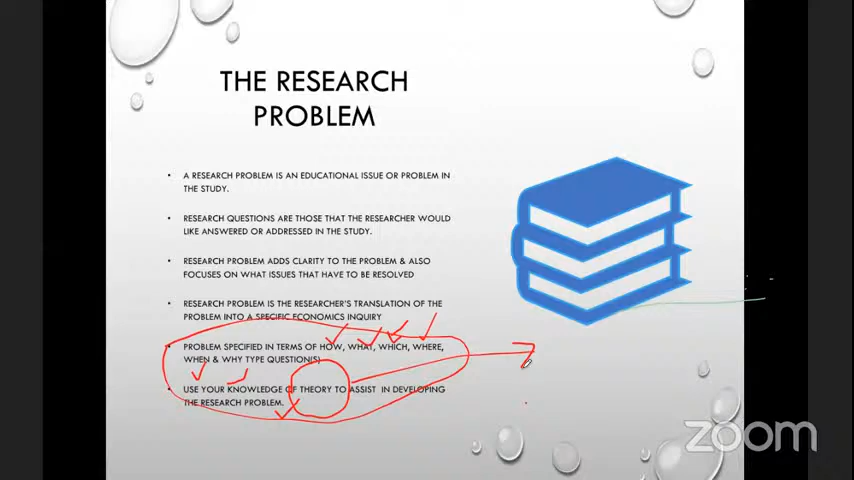 THE RESEARCH
PROBLEM
• A RESEARCH PROBLEM IS AN EDUCATIONAL ISSUE OR PROBLEM IN
THE STUDY.
• RESEARCH QUESTIONS ARE THOSE THAT THE RESEARCHER WOULD
LIKE ANSWERED OR ADDRESSED IN THE STUDY.
• RESEARCH PROBLEM ADDS CLARITY TO THE PROBLEM & ALSO
FOCUSES ON WHAT ISSUES THAT HAVE TO BE RESOLVED
• RESEARCH PROBLEM IS THE RESEARCHER'S TRANSLATION OF THE
PROBLEM INTO A SPECIFIC ECONOMICS INQUIRY
• PROBLEM SPECIFIED IN TERMS OF HOW, WHAT, WHICH, WHERE,
WHEN & WHY TYPE QUESTION(S)
• USE YOUR KNOWLEDGE OF THEORY TO ASSIST IN DEVELOPING
THE RESEARCH PROBLEM.
zoom